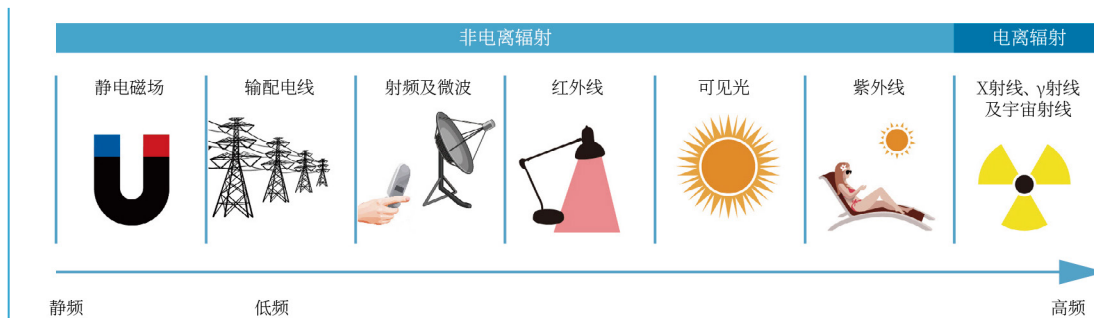 非电离辐射
电离辐射
静电磁场
输配电线
射频及微波
红外线
可见光
紫外线
X射线、γ射线
及宇宙射线
静频
低频
高频